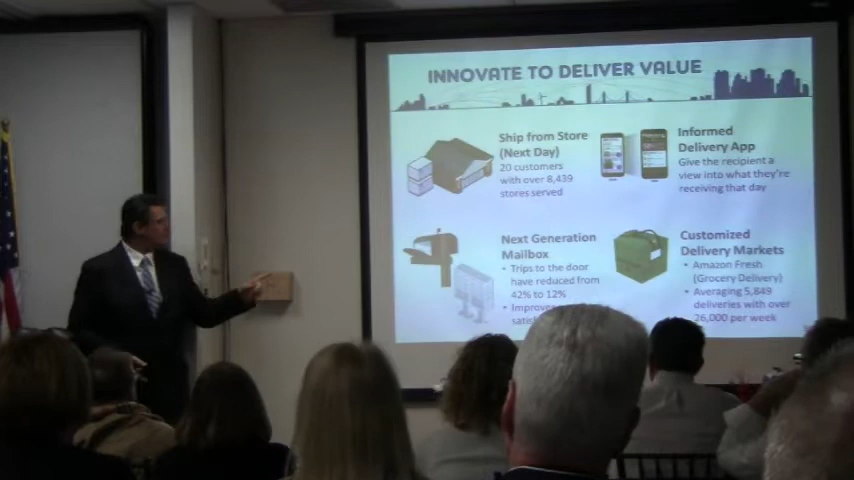 INNOVATE TO DELIVER VALUE
Ship from Store
(Next Day)
20 customers
with over 8,439
stores served
Informed
Delivery App
Give the recipient a
view into what they're
receiving that day
Next Generation
Mailbox
• Trips to the door
have reduced from
42% to 12%
•
Customized
Delivery Markets
• Amazon Fresh
(Grocery Delivery)
• Averaging 5,849
deliveries with over
26,000 per week